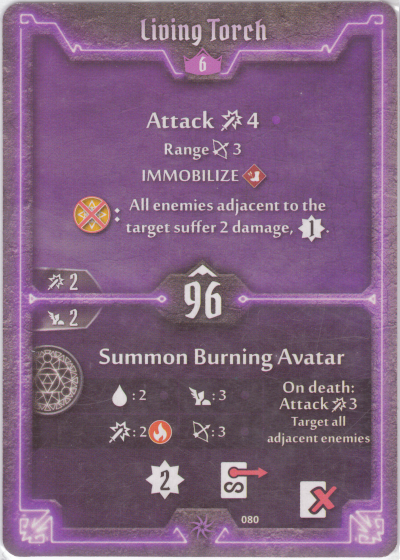 Living Torch
6
Attack 4
Range 3
IMMOBILIZE
: All enemies adjacent to the
target suffer 2 damage, 1.
2
96
2
Summon Burning Avatar
: 2 : 3
: 2 : 3
On death:
Attack 3
Target all
adjacent enemies
2
080